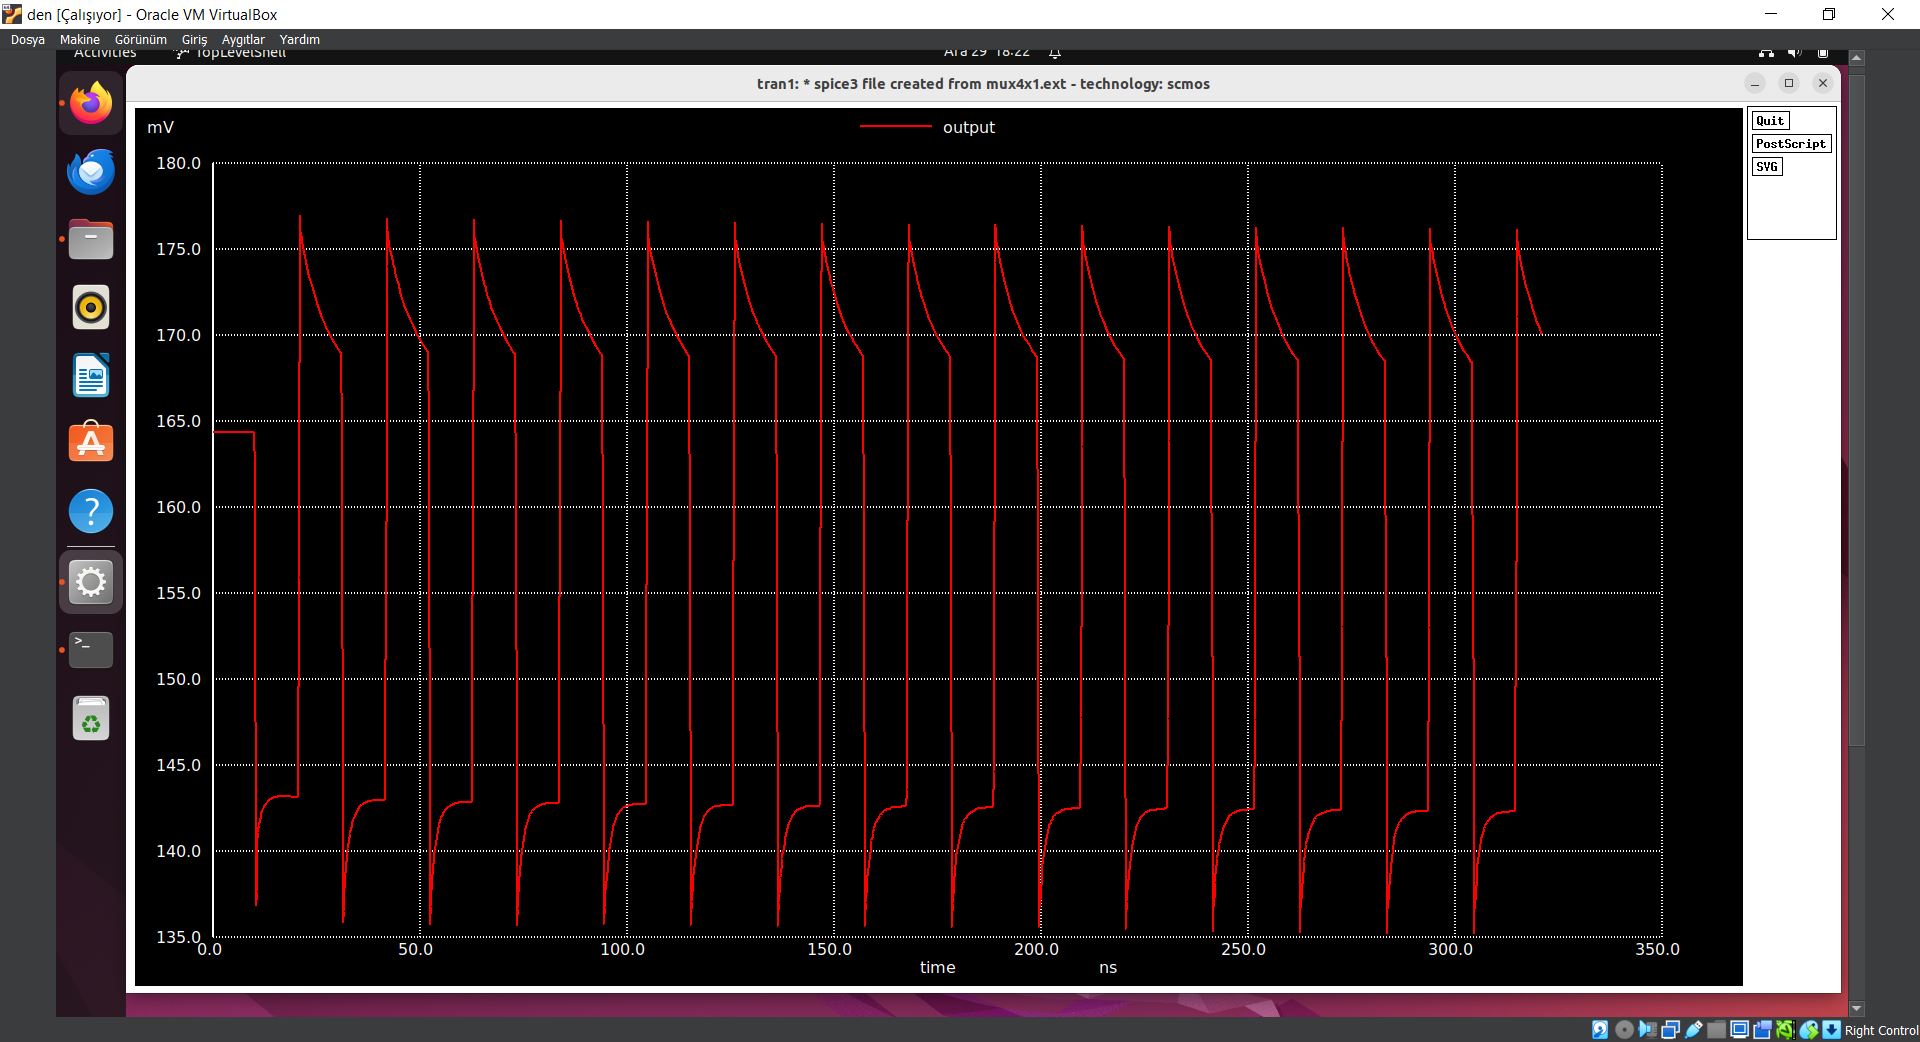 den [Çalışıyor] - Oracle VM VirtualBox
Dosya Makine Görünüm Giriş Aygıtlar Yardım
Activities TopLevelShell Ara 29 18:22
tran1: * spice3 file created from mux4x1.ext - technology: scmos
mV
output
Quit
PostScript
SVG
180.0
175.0
170.0
165.0
160.0
155.0
150.0
145.0
140.0
135.0
0.0 50.0 100.0 150.0 200.0 250.0 300.0 350.0
time ns
Right Control